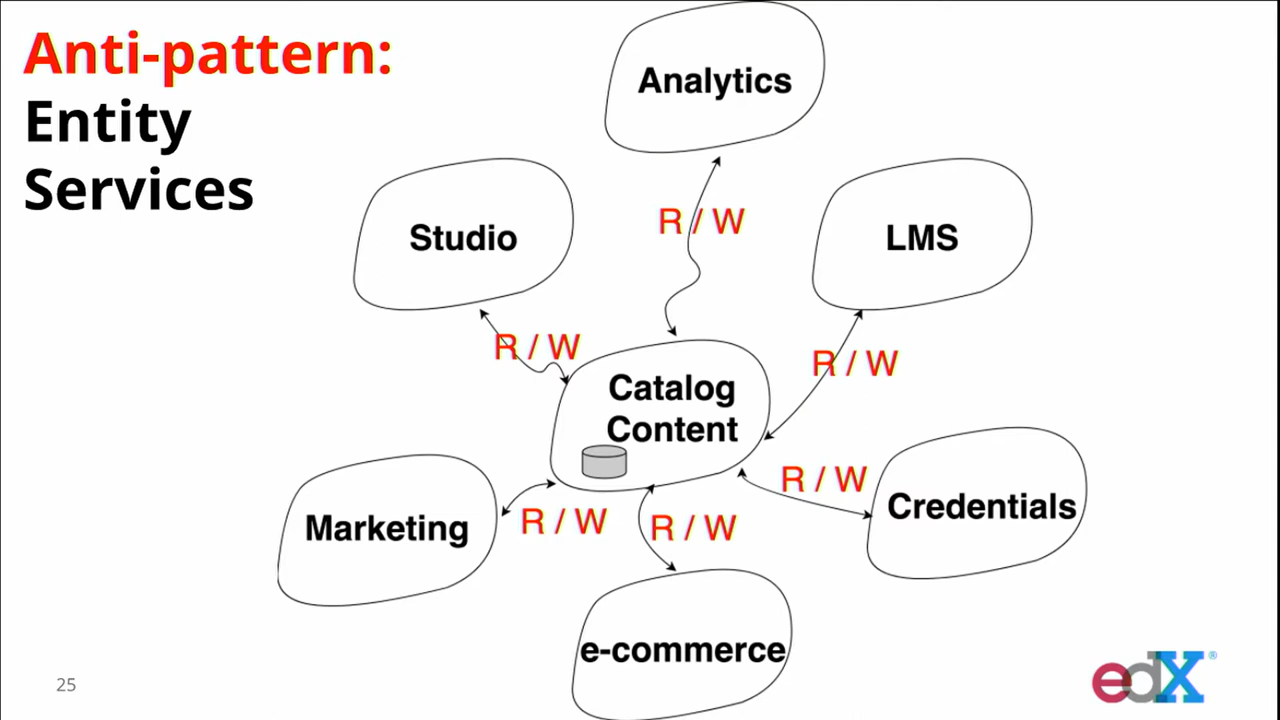 Anti-pattern:
Entity
Services
Analytics
Studio
LMS
R / W
R / W
R / W
Catalog
Content
R / W
Credentials
Marketing
R / W
R / W
e-commerce
25
edX®